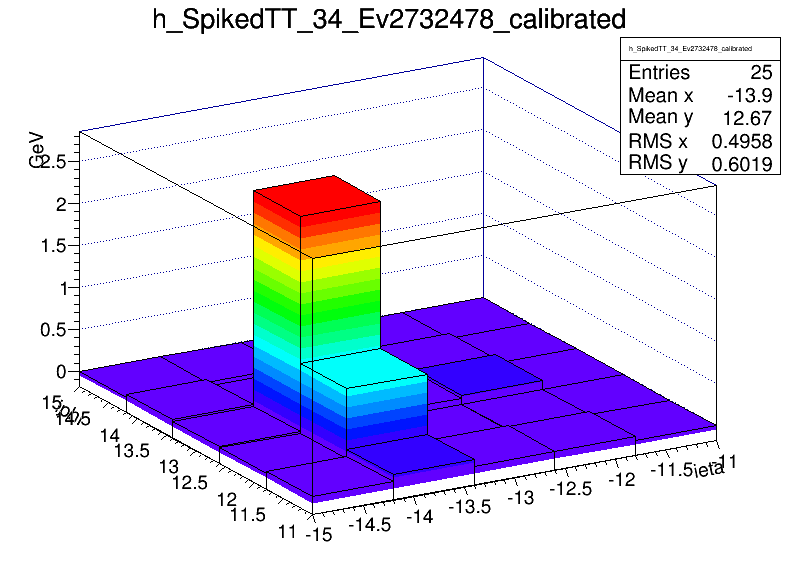 h_SpikedTT_34_Ev2732478_calibrated
h_SpikedTT_34_Ev2732478_calibrated
Entries 25
Mean x -13.9
Mean y 12.67
RMS x 0.4958
RMS y 0.6019
GeV
2.5
2
1.5
1
0.5
0
15
14.5
14
13.5
13
12.5
12
11.5
11
-15
-14.5
-14
-13.5
-13
-12.5
-12
-11.5
-11
ieta